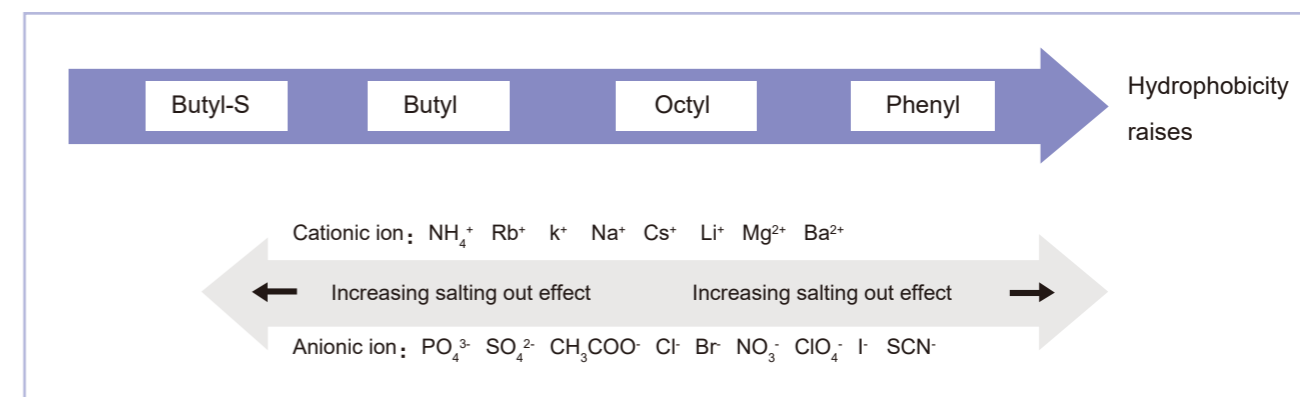 Butyl-S Butyl Octyl Phenyl
Hydrophobicity
raises
Cationic ion：NH₄⁺ Rb⁺ k⁺ Na⁺ Cs⁺ Li⁺ Mg²⁺ Ba²⁺
Increasing salting out effect Increasing salting out effect
Anionic ion：PO₄³⁻ SO₄²⁻ CH₃COO⁻ Cl⁻ Br⁻ NO₃⁻ ClO₄⁻ I⁻ SCN⁻